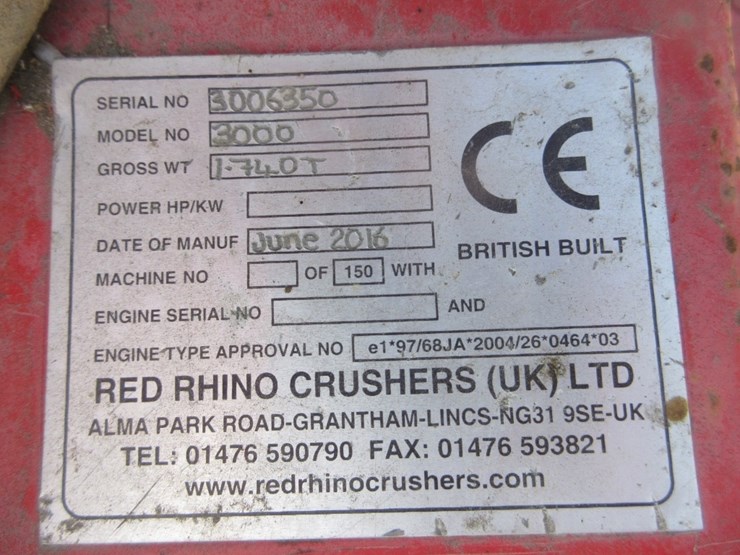 SERIAL NO 3006350
MODEL NO 3000
GROSS WT 1.740T
POWER HP/KW
DATE OF MANUF June 2016
MACHINE NO OF 150 WITH
ENGINE SERIAL NO AND
ENGINE TYPE APPROVAL NO e1*97/68JA*2004/26*0464*03
CE
BRITISH BUILT
RED RHINO CRUSHERS (UK) LTD
ALMA PARK ROAD-GRANTHAM-LINCS-NG31 9SE-UK
TEL: 01476 590790 FAX: 01476 593821
www.redrhinocrushers.com